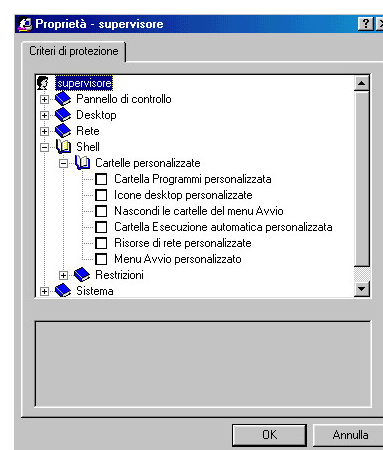 Proprietà - supervisore
Criteri di protezione
supervisore
Pannello di controllo
Desktop
Rete
Shell
Cartelle personalizzate
Cartella Programmi personalizzata
Icone desktop personalizzate
Nascondi le cartelle del menu Avvio
Cartella Esecuzione automatica personalizzata
Risorse di rete personalizzate
Menu Avvio personalizzato
Restrizioni
Sistema
OK Annulla